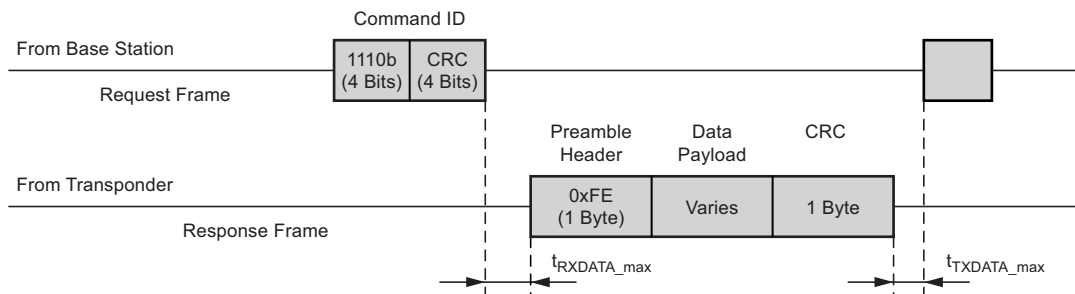 Command ID
From Base Station
1110b
(4 Bits)
CRC
(4 Bits)
Request Frame
Preamble
Header
Data
Payload
CRC
From Transponder
0xFE
(1 Byte)
Varies
1 Byte
Response Frame
tRXDATA_max
tTXDATA_max